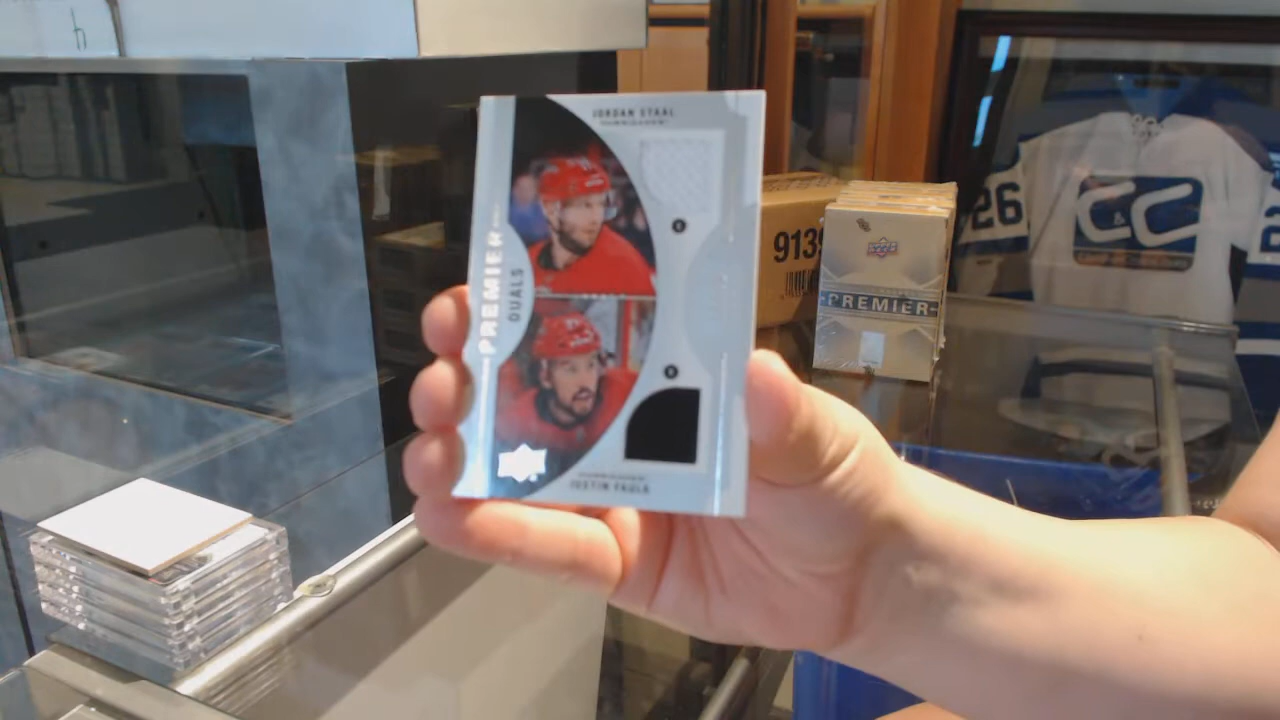 JORDAN STAAL
PREMIER
DUALS
JUSTIN FAULK
9139
PREMIER
26
C&C